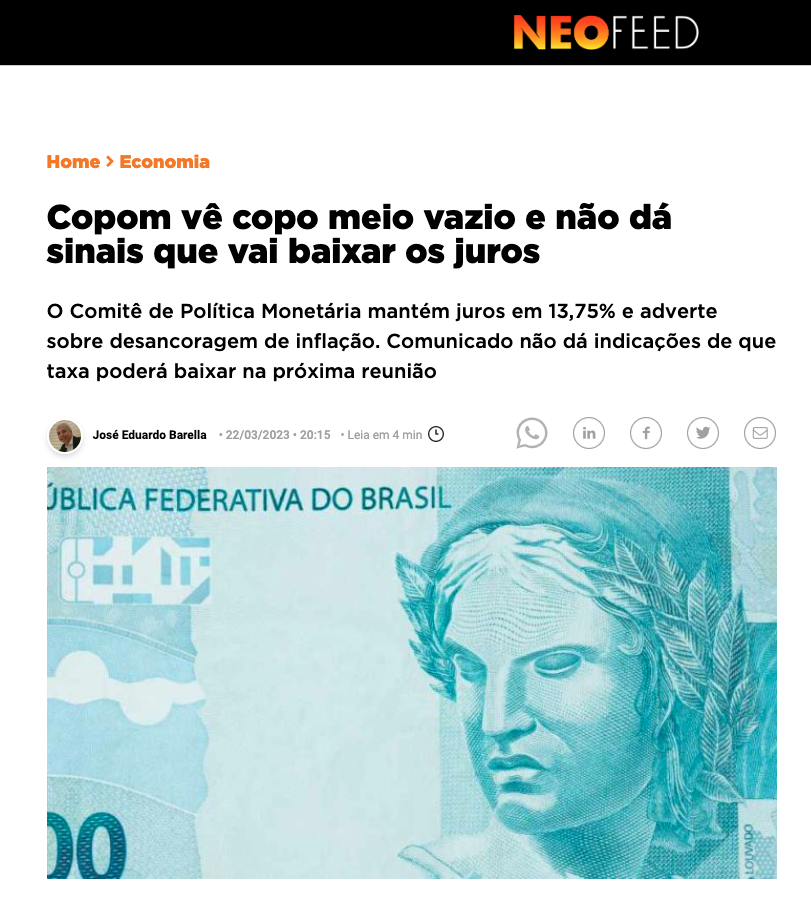 NEOFEED
Home > Economia
Copom vê copo meio vazio e não dá
sinais que vai baixar os juros
O Comitê de Política Monetária mantém juros em 13,75% e adverte
sobre desancoragem de inflação. Comunicado não dá indicações de que
taxa poderá baixar na próxima reunião
José Eduardo Barella • 22/03/2023 • 20:15 • Leia em 4 min
ÚBLICA FEDERATIVA DO BRASIL
00
LOUVADO